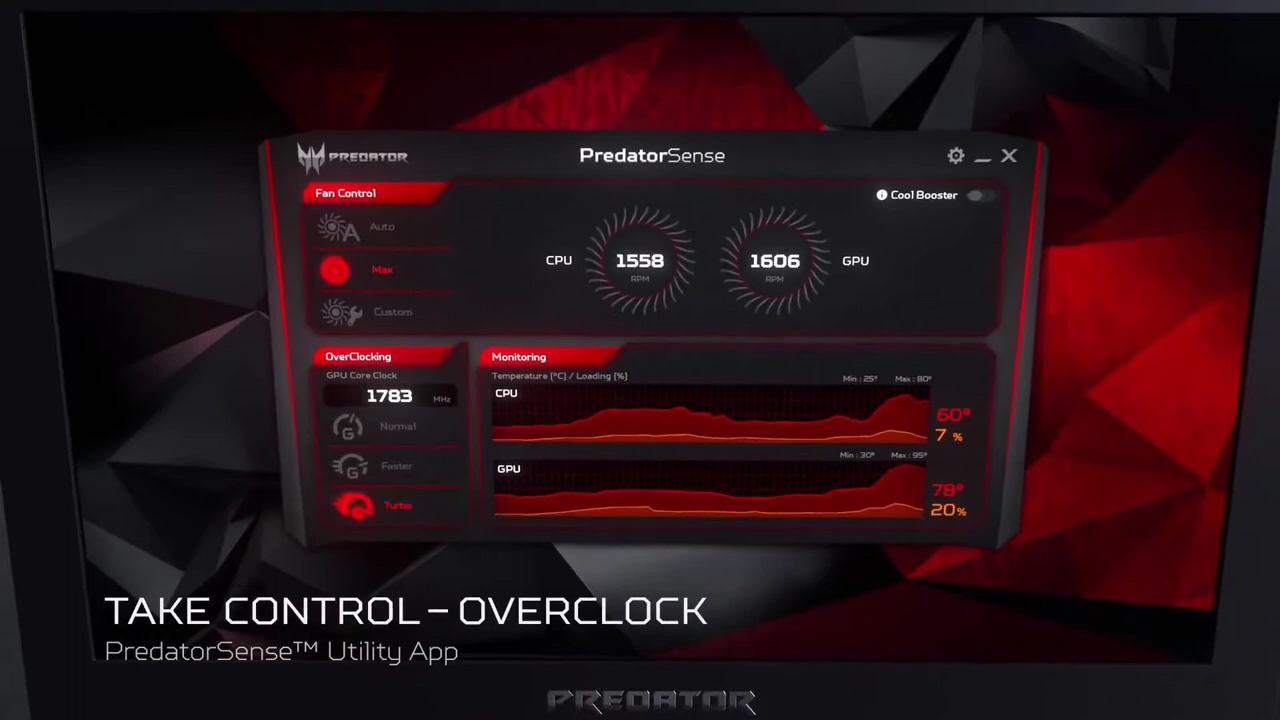 PREDATOR
PredatorSense
Fan Control
Cool Booster
Auto
Max
Custom
CPU
1558
RPM
1606
RPM
GPU
OverClocking
GPU Core Clock
1783 MHz
Normal
Faster
Turbo
Monitoring
Temperature (°C) / Loading (%)
Min : 25° Max : 80°
CPU
60°
7 %
Min : 30° Max : 95°
GPU
78°
20%
TAKE CONTROL – OVERCLOCK
PredatorSense™ Utility App
PREDATOR